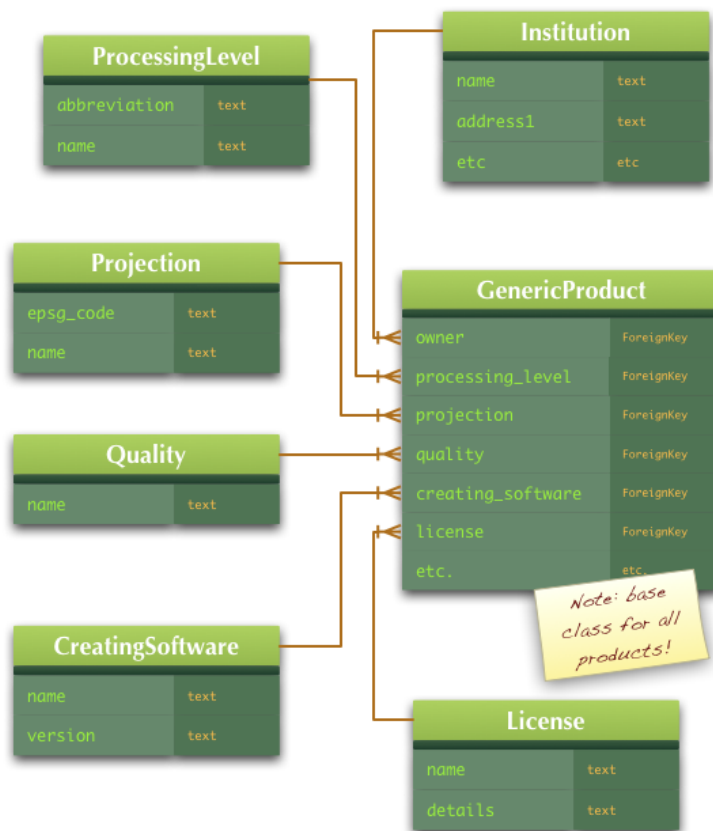 ProcessingLevel
abbreviation text
name text
Institution
name text
address1 text
etc etc
Projection
epsg_code text
name text
GenericProduct
owner ForeignKey
processing_level ForeignKey
projection ForeignKey
quality ForeignKey
creating_software ForeignKey
license ForeignKey
etc. etc.
Note: base
class for all
products!
Quality
name text
CreatingSoftware
name text
version text
License
name text
details text